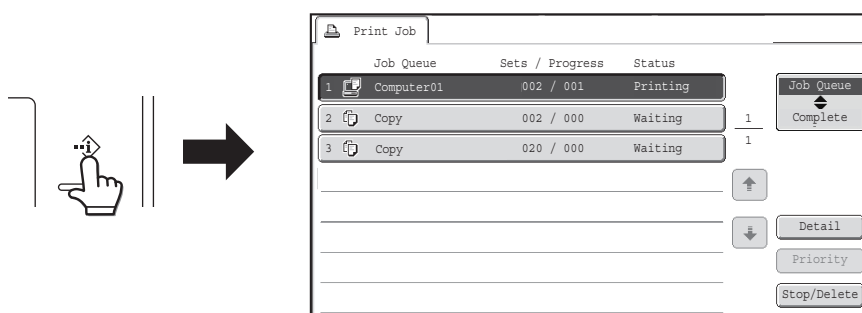 Print Job
Job Queue Sets / Progress Status
1 Computer01 002 / 001 Printing
2 Copy 002 / 000 Waiting
3 Copy 020 / 000 Waiting
1
1
Job Queue
Complete
Detail
Priority
Stop/Delete